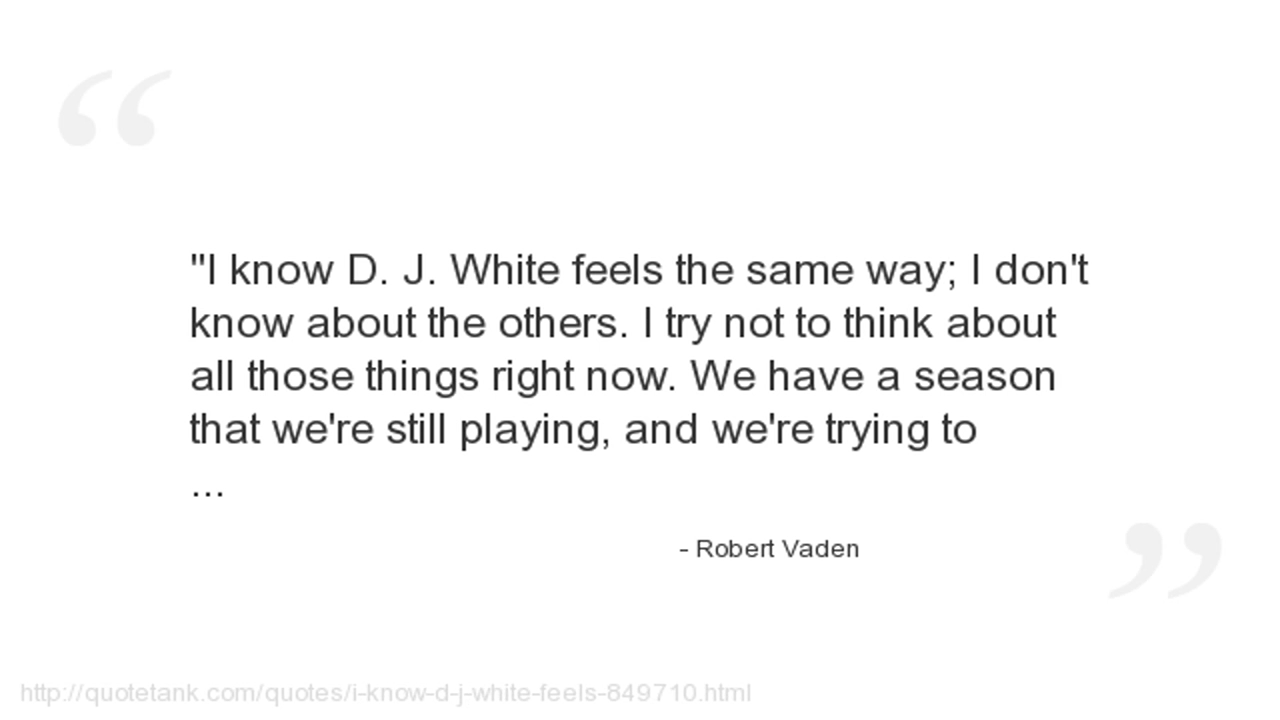 "I know D. J. White feels the same way; I don't
know about the others. I try not to think about
all those things right now. We have a season
that we're still playing, and we're trying to
...
- Robert Vaden
http://quotetank.com/quotes/i-know-d-j-white-feels-849710.html